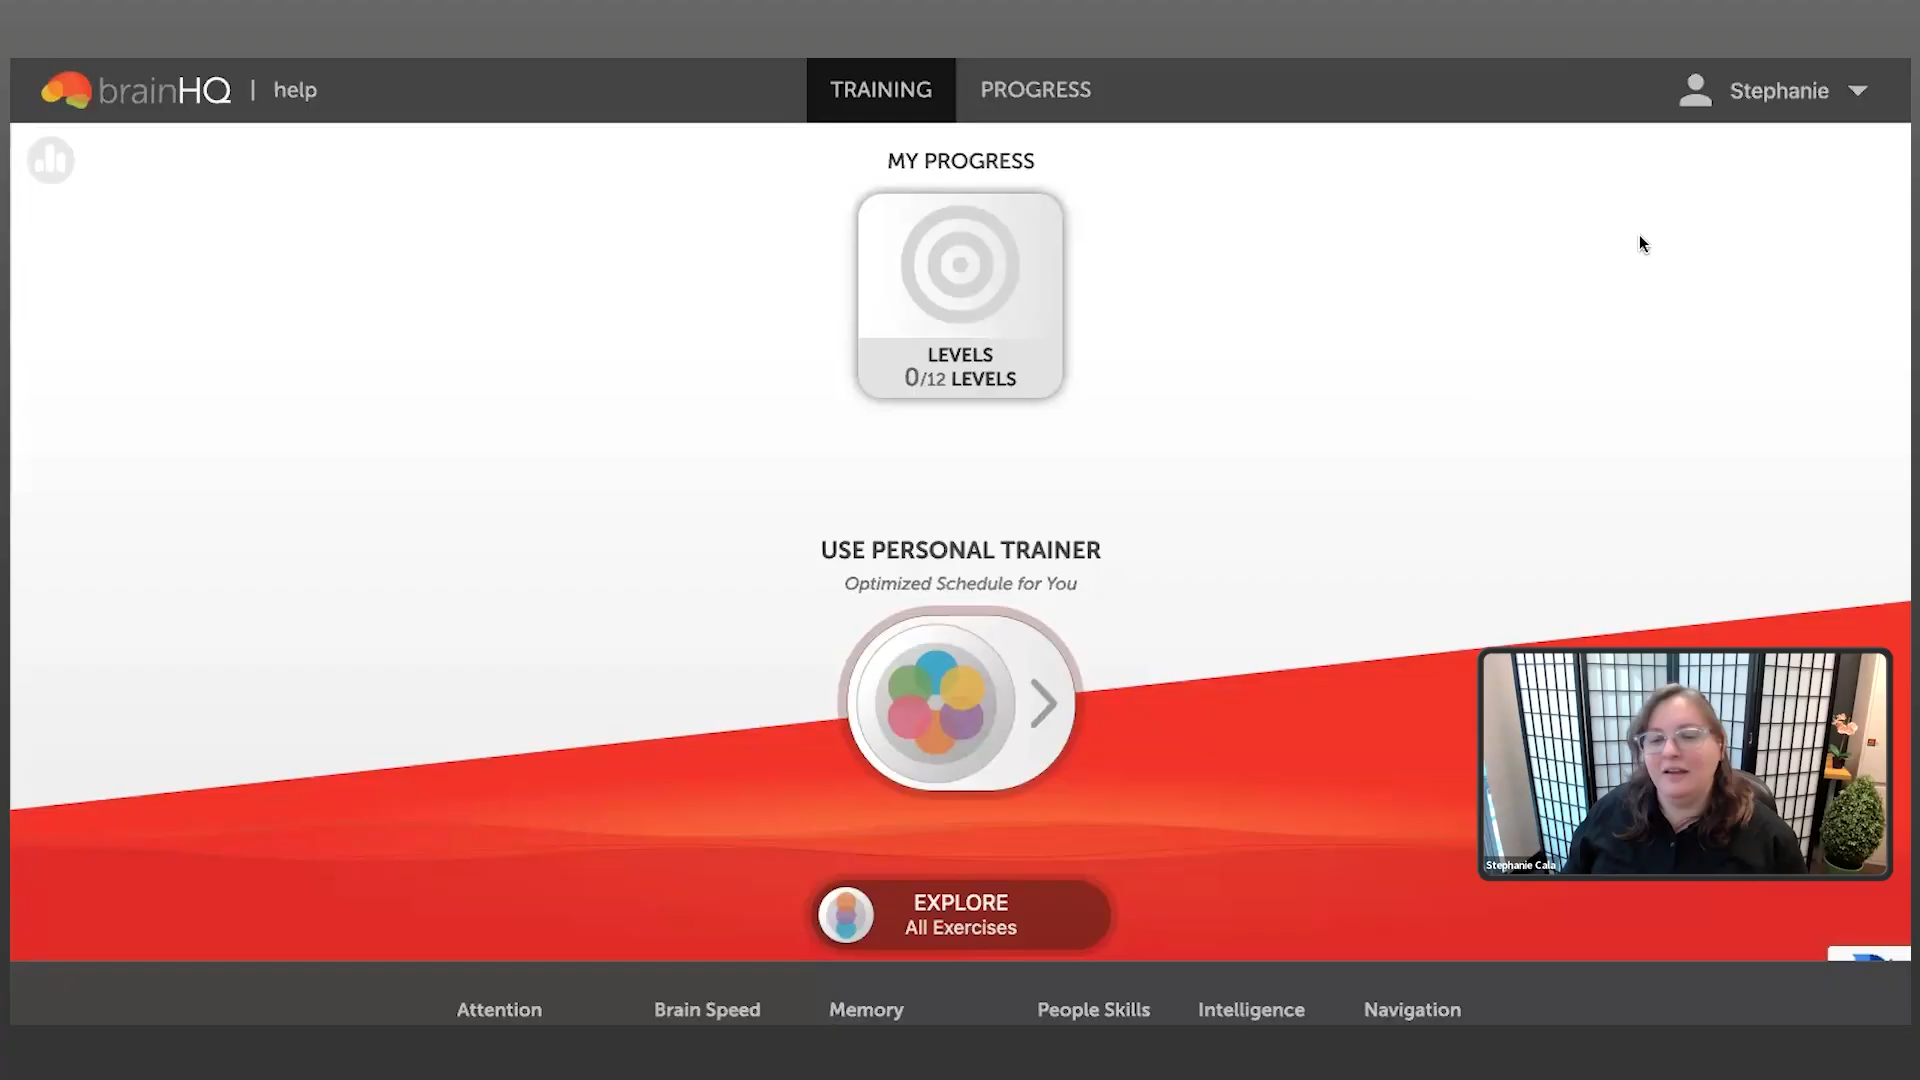 brainHQ | help
TRAINING
PROGRESS
Stephanie
MY PROGRESS
LEVELS
0/12 LEVELS
USE PERSONAL TRAINER
Optimized Schedule for You
Stephanie Cala
EXPLORE
All Exercises
Attention
Brain Speed
Memory
People Skills
Intelligence
Navigation